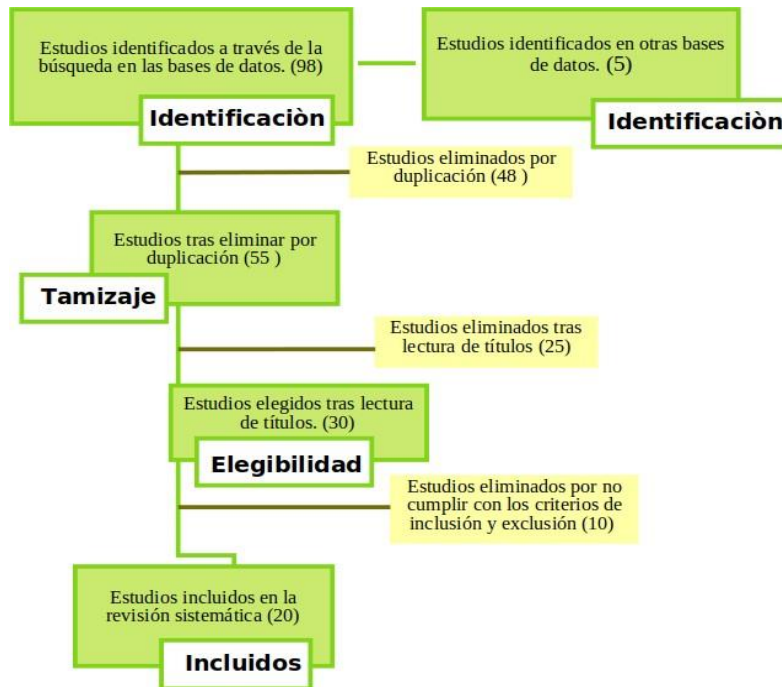 Estudios identificados a través de la
búsqueda en las bases de datos. (98)
Identificaciòn
Estudios identificados en otras bases
de datos. (5)
Identificaciòn
Estudios eliminados por
duplicación (48 )
Estudios tras eliminar por
duplicación (55 )
Tamizaje
Estudios eliminados tras
lectura de títulos (25)
Estudios elegidos tras lectura
de títulos. (30)
Elegibilidad
Estudios eliminados por no
cumplir con los criterios de
inclusión y exclusión (10)
Estudios incluidos en la
revisión sistemática (20)
Incluidos